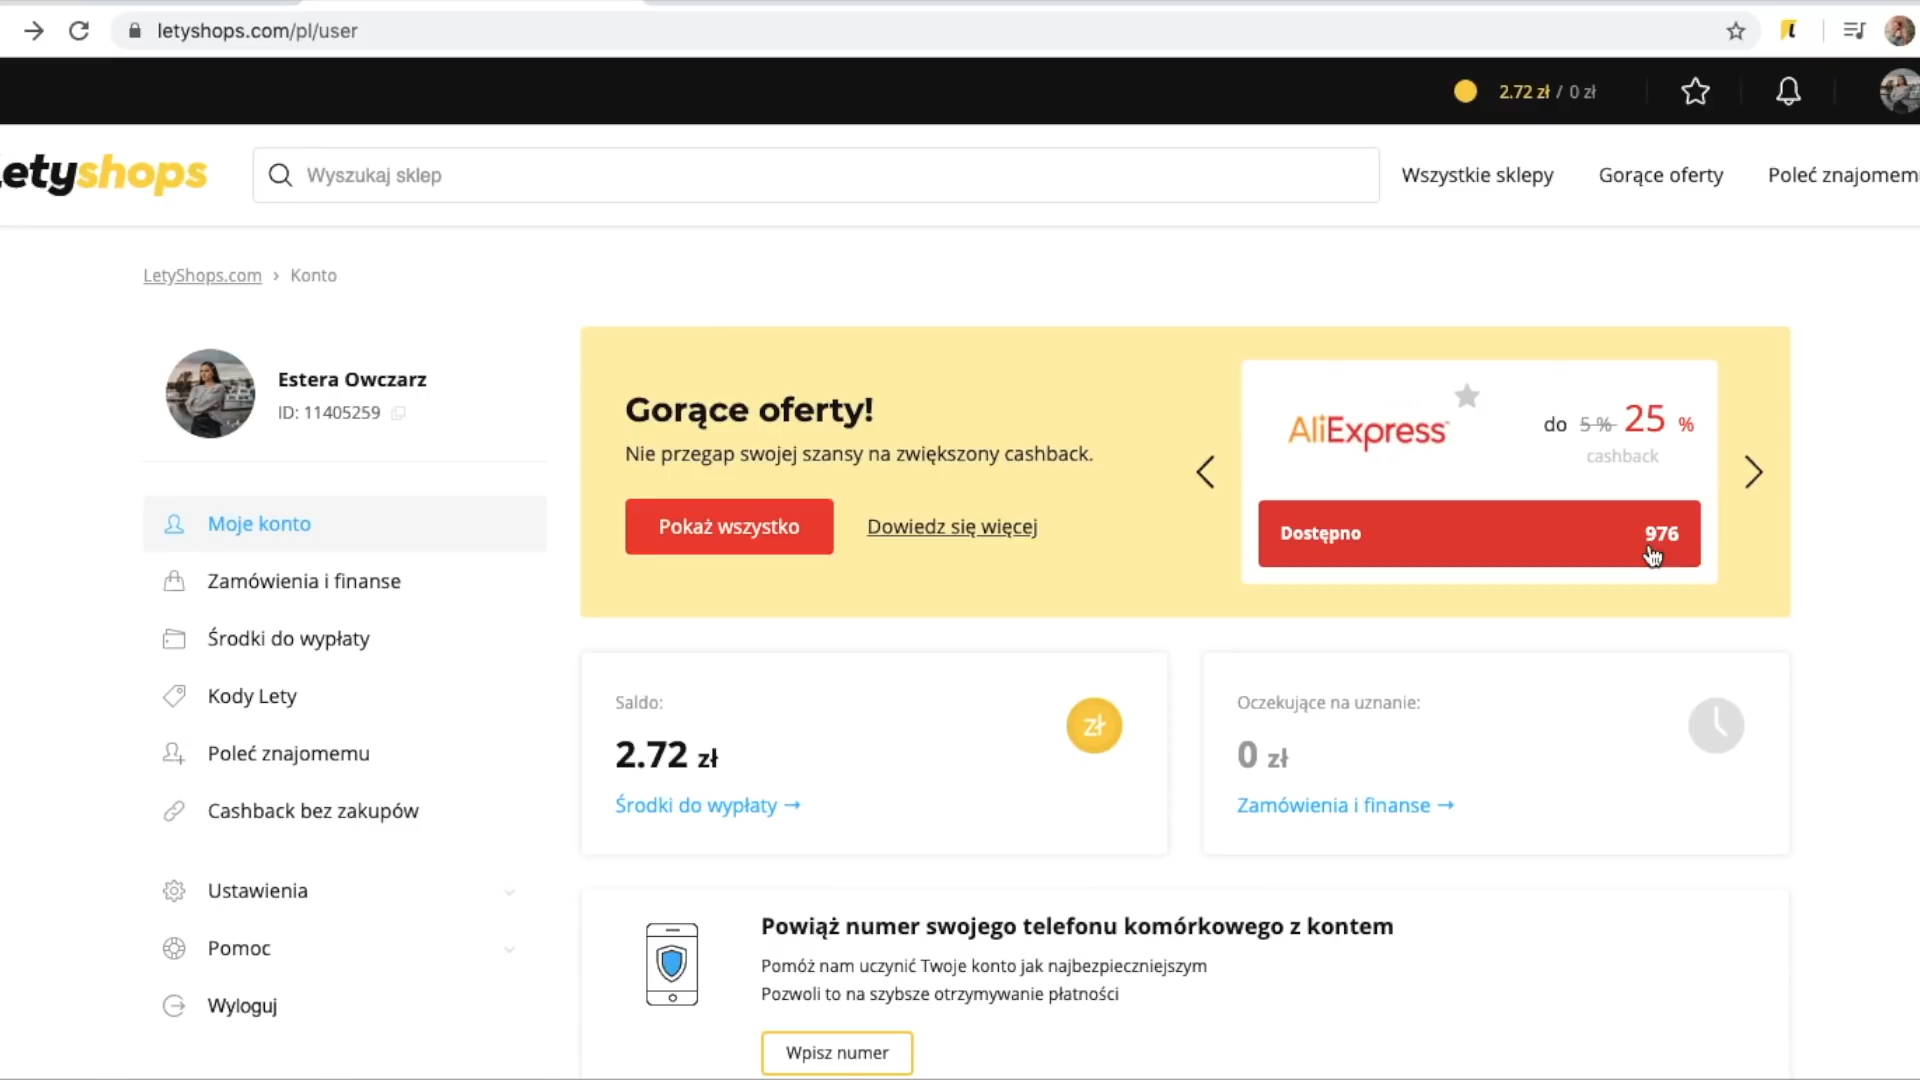 letyshops.com/pl/user
2.72 zł / 0 zł
letyshops
Wyszukaj sklep
Wszystkie sklepy
Gorące oferty
Poleć znajomem
LetyShops.com › Konto
Estera Owczarz
ID: 11405259
Moje konto
Zamówienia i finanse
Środki do wypłaty
Kody Lety
Poleć znajomemu
Cashback bez zakupów
Ustawienia
Pomoc
Wyloguj
Gorące oferty!
Nie przegap swojej szansy na zwiększony cashback.
Pokaż wszystko
Dowiedz się więcej
AliExpress
do 5 % 25 %
cashback
Dostępno 976
Saldo:
zł
2.72 zł
Środki do wypłaty →
Oczekujące na uznanie:
0 zł
Zamówienia i finanse →
Powiąż numer swojego telefonu komórkowego z kontem
Pomóż nam uczynić Twoje konto jak najbezpieczniejszym
Pozwoli to na szybsze otrzymywanie płatności
Wpisz numer